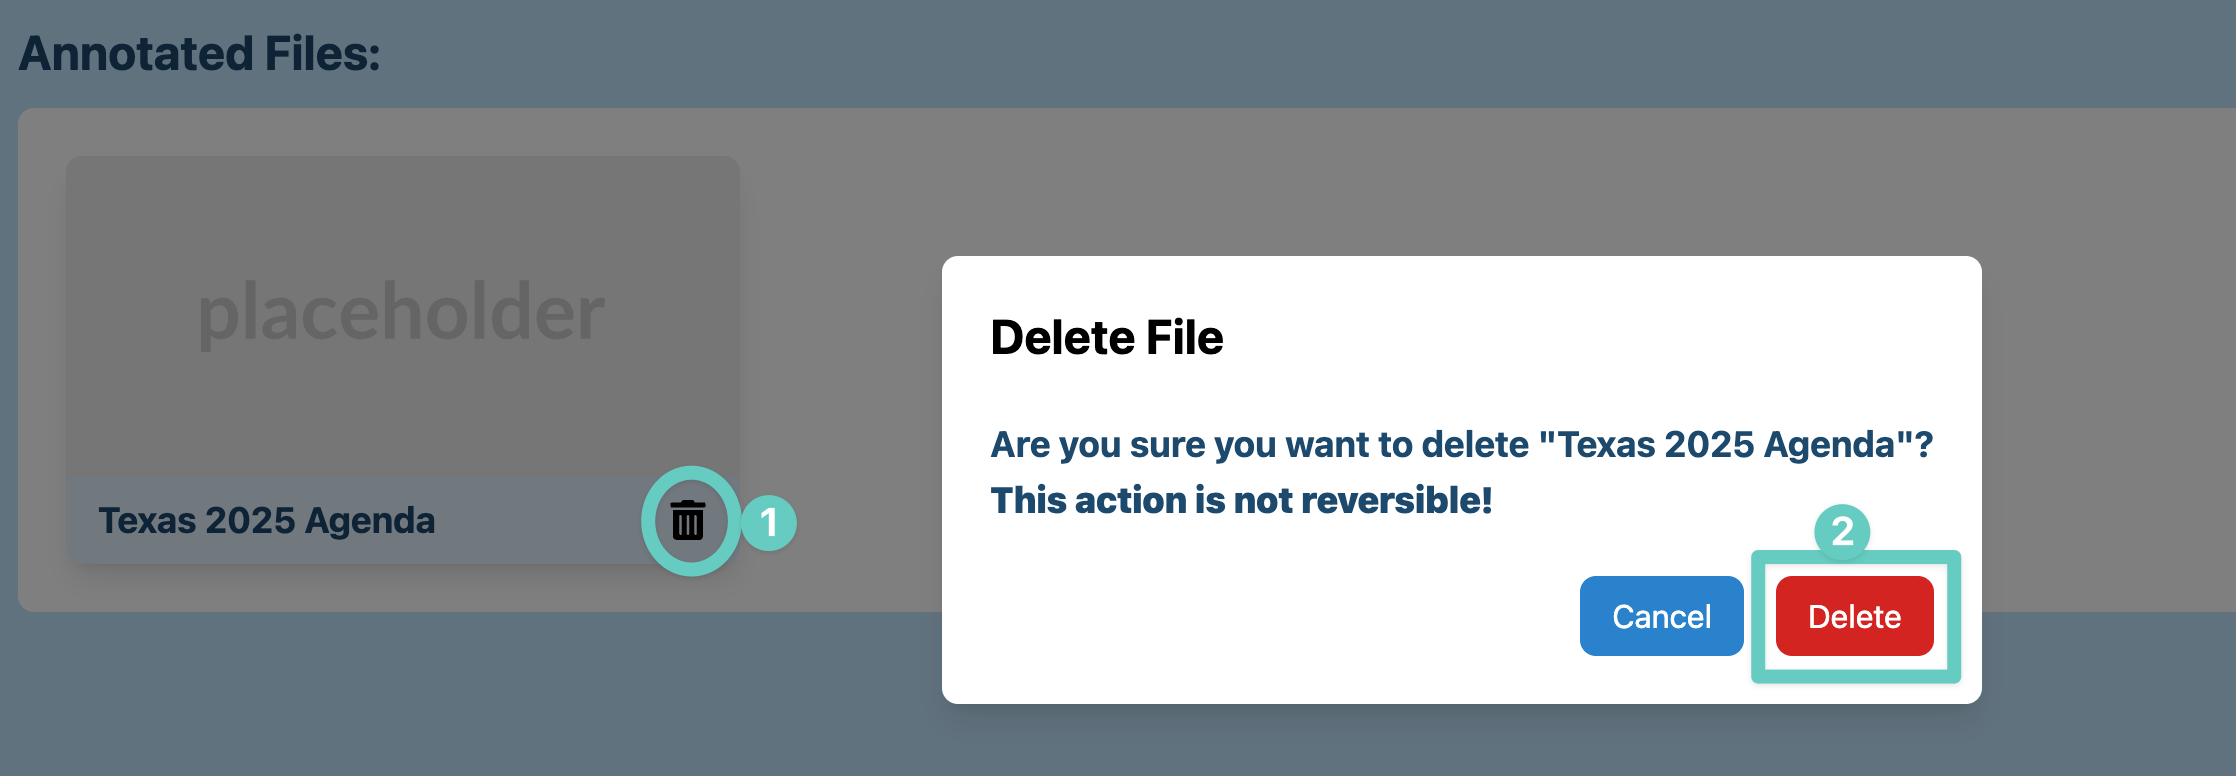 Annotated Files:
placeholder
Texas 2025 Agenda
1
Delete File
Are you sure you want to delete "Texas 2025 Agenda"?
This action is not reversible!
2
Cancel
Delete